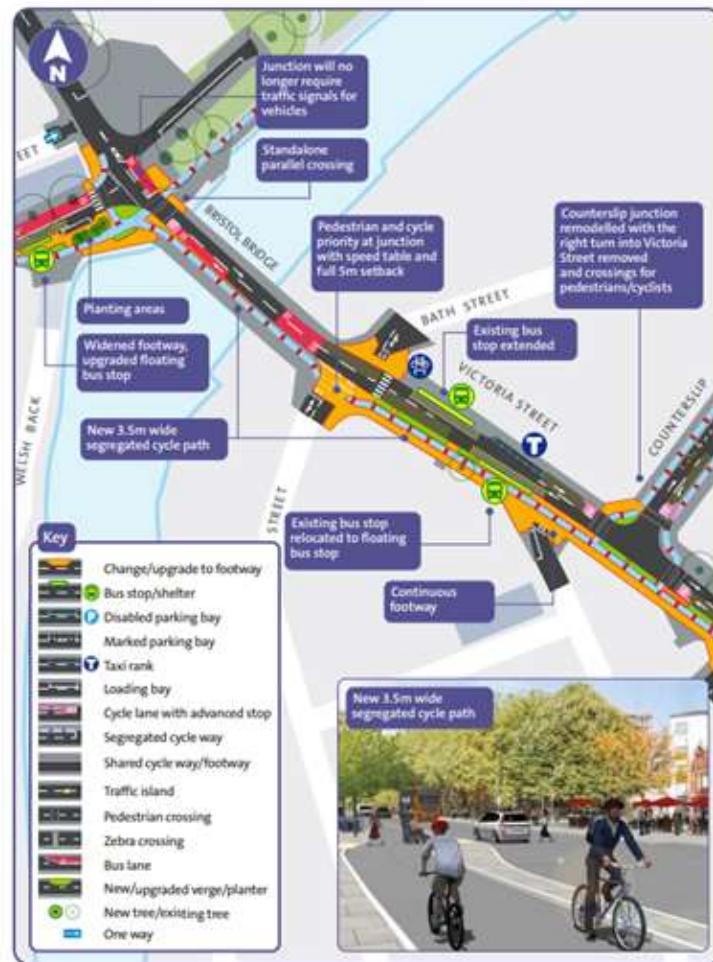 N
Junction will no
longer require
traffic signals for
vehicles
STREET
Standalone
parallel crossing
BRISTOL BRIDGE
Pedestrian and cycle
priority at junction
with speed table and
full 5m setback
Counterslip junction
remodelled with the
right turn into Victoria
Street removed
and crossings for
pedestrians/cyclists
BATH STREET
Planting areas
Existing bus
stop extended
Widened footway,
upgraded floating
bus stop
VICTORIA STREET
COUNTERSLIP
T
WELSH BACK
New 3.5m wide
segregated cycle path
STREET
Existing bus stop
relocated to floating
bus stop
Continuous
footway
Key
Change/upgrade to footway
Bus stop/shelter
P Disabled parking bay
Marked parking bay
T Taxi rank
Loading bay
Cycle lane with advanced stop
Segregated cycle way
Shared cycle way/footway
Traffic island
Pedestrian crossing
Zebra crossing
Bus lane
New/upgraded verge/planter
New tree/existing tree
One way
New 3.5m wide
segregated cycle path